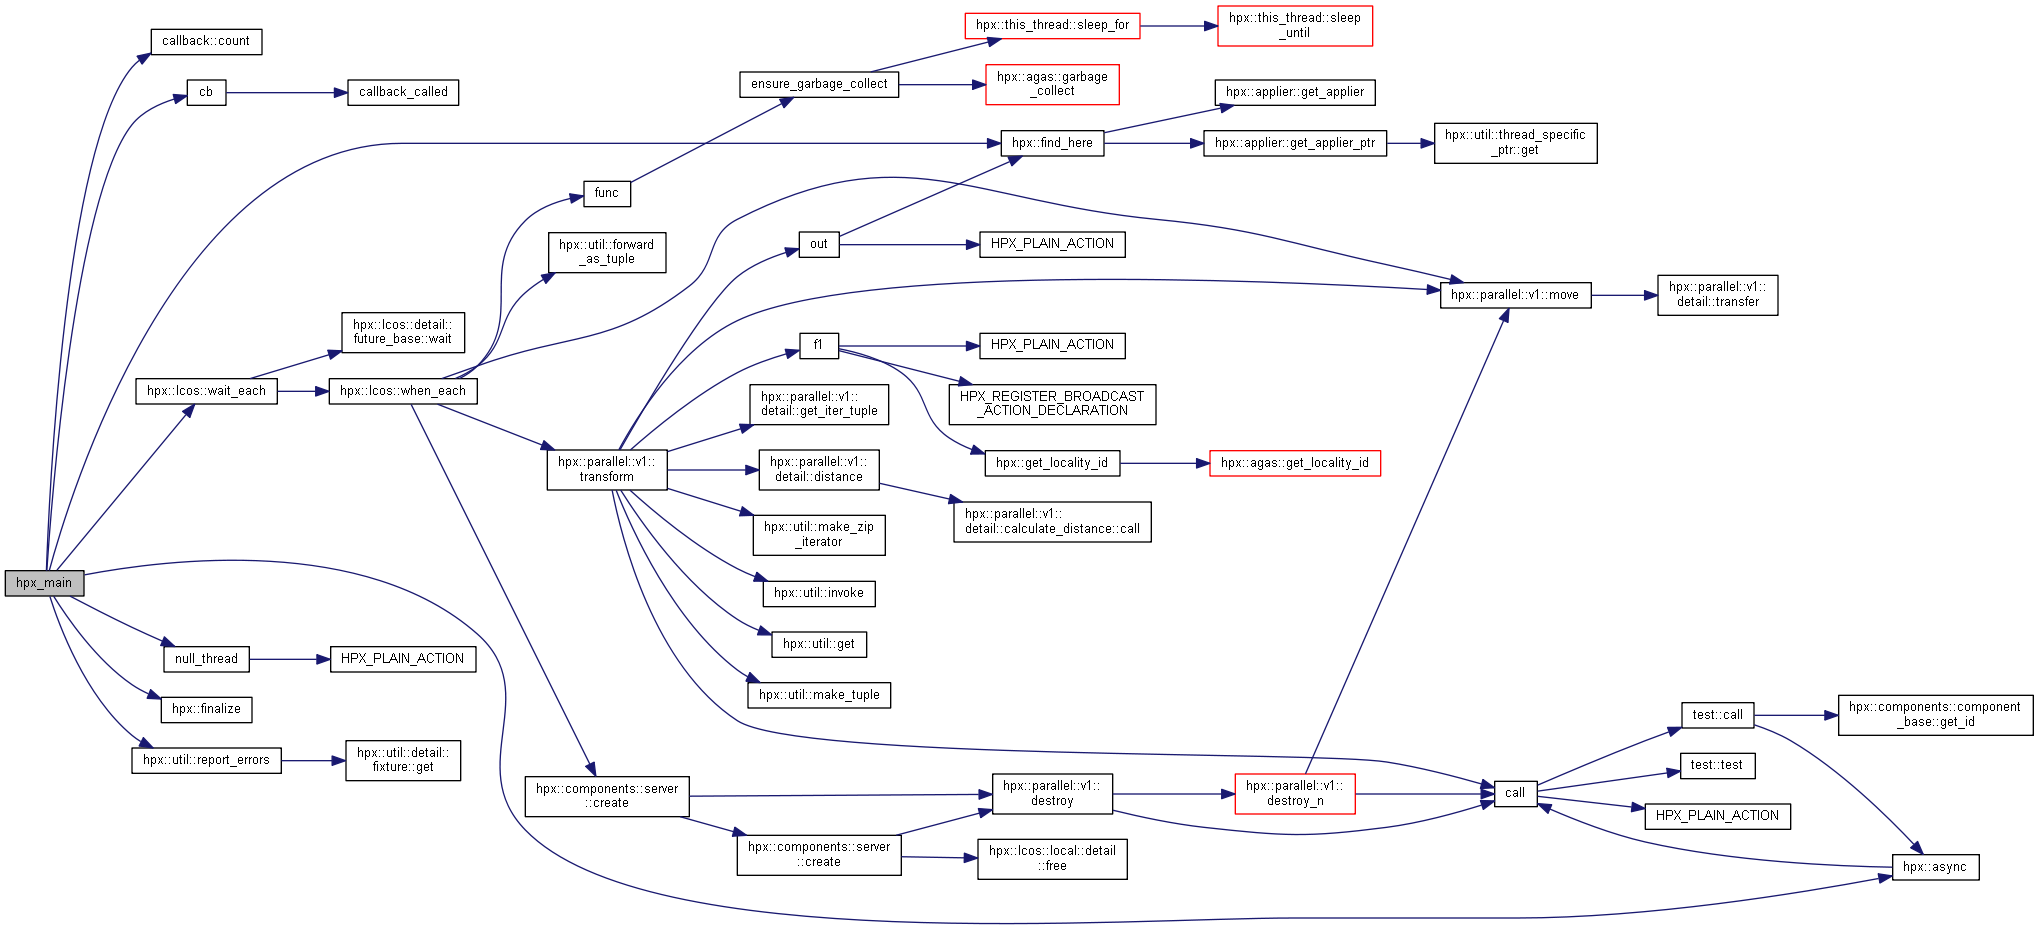 hpx_main
callback::count
cb
callback_called
hpx::lcos::wait_each
hpx::lcos::detail::
future_base::wait
hpx::lcos::when_each
null_thread
HPX_PLAIN_ACTION
hpx::finalize
hpx::util::report_errors
hpx::util::detail::
fixture::get
func
hpx::util::forward
_as_tuple
hpx::parallel::v1::
transform
hpx::components::server
::create
ensure_garbage_collect
hpx::this_thread::sleep_for
hpx::this_thread::sleep
_until
hpx::agas::garbage
_collect
hpx::find_here
hpx::applier::get_applier
hpx::applier::get_applier_ptr
hpx::util::thread_specific
_ptr::get
out
HPX_PLAIN_ACTION
hpx::parallel::v1::move
hpx::parallel::v1::
detail::transfer
f1
HPX_PLAIN_ACTION
HPX_REGISTER_BROADCAST
_ACTION_DECLARATION
hpx::get_locality_id
hpx::agas::get_locality_id
hpx::parallel::v1::
detail::get_iter_tuple
hpx::parallel::v1::
detail::distance
hpx::parallel::v1::
detail::calculate_distance::call
hpx::util::make_zip
_iterator
hpx::util::invoke
hpx::util::get
hpx::util::make_tuple
hpx::components::server
::create
hpx::parallel::v1::
destroy
hpx::lcos::local::detail
::free
hpx::parallel::v1::
destroy_n
call
test::call
hpx::components::component
_base::get_id
test::test
HPX_PLAIN_ACTION
hpx::async